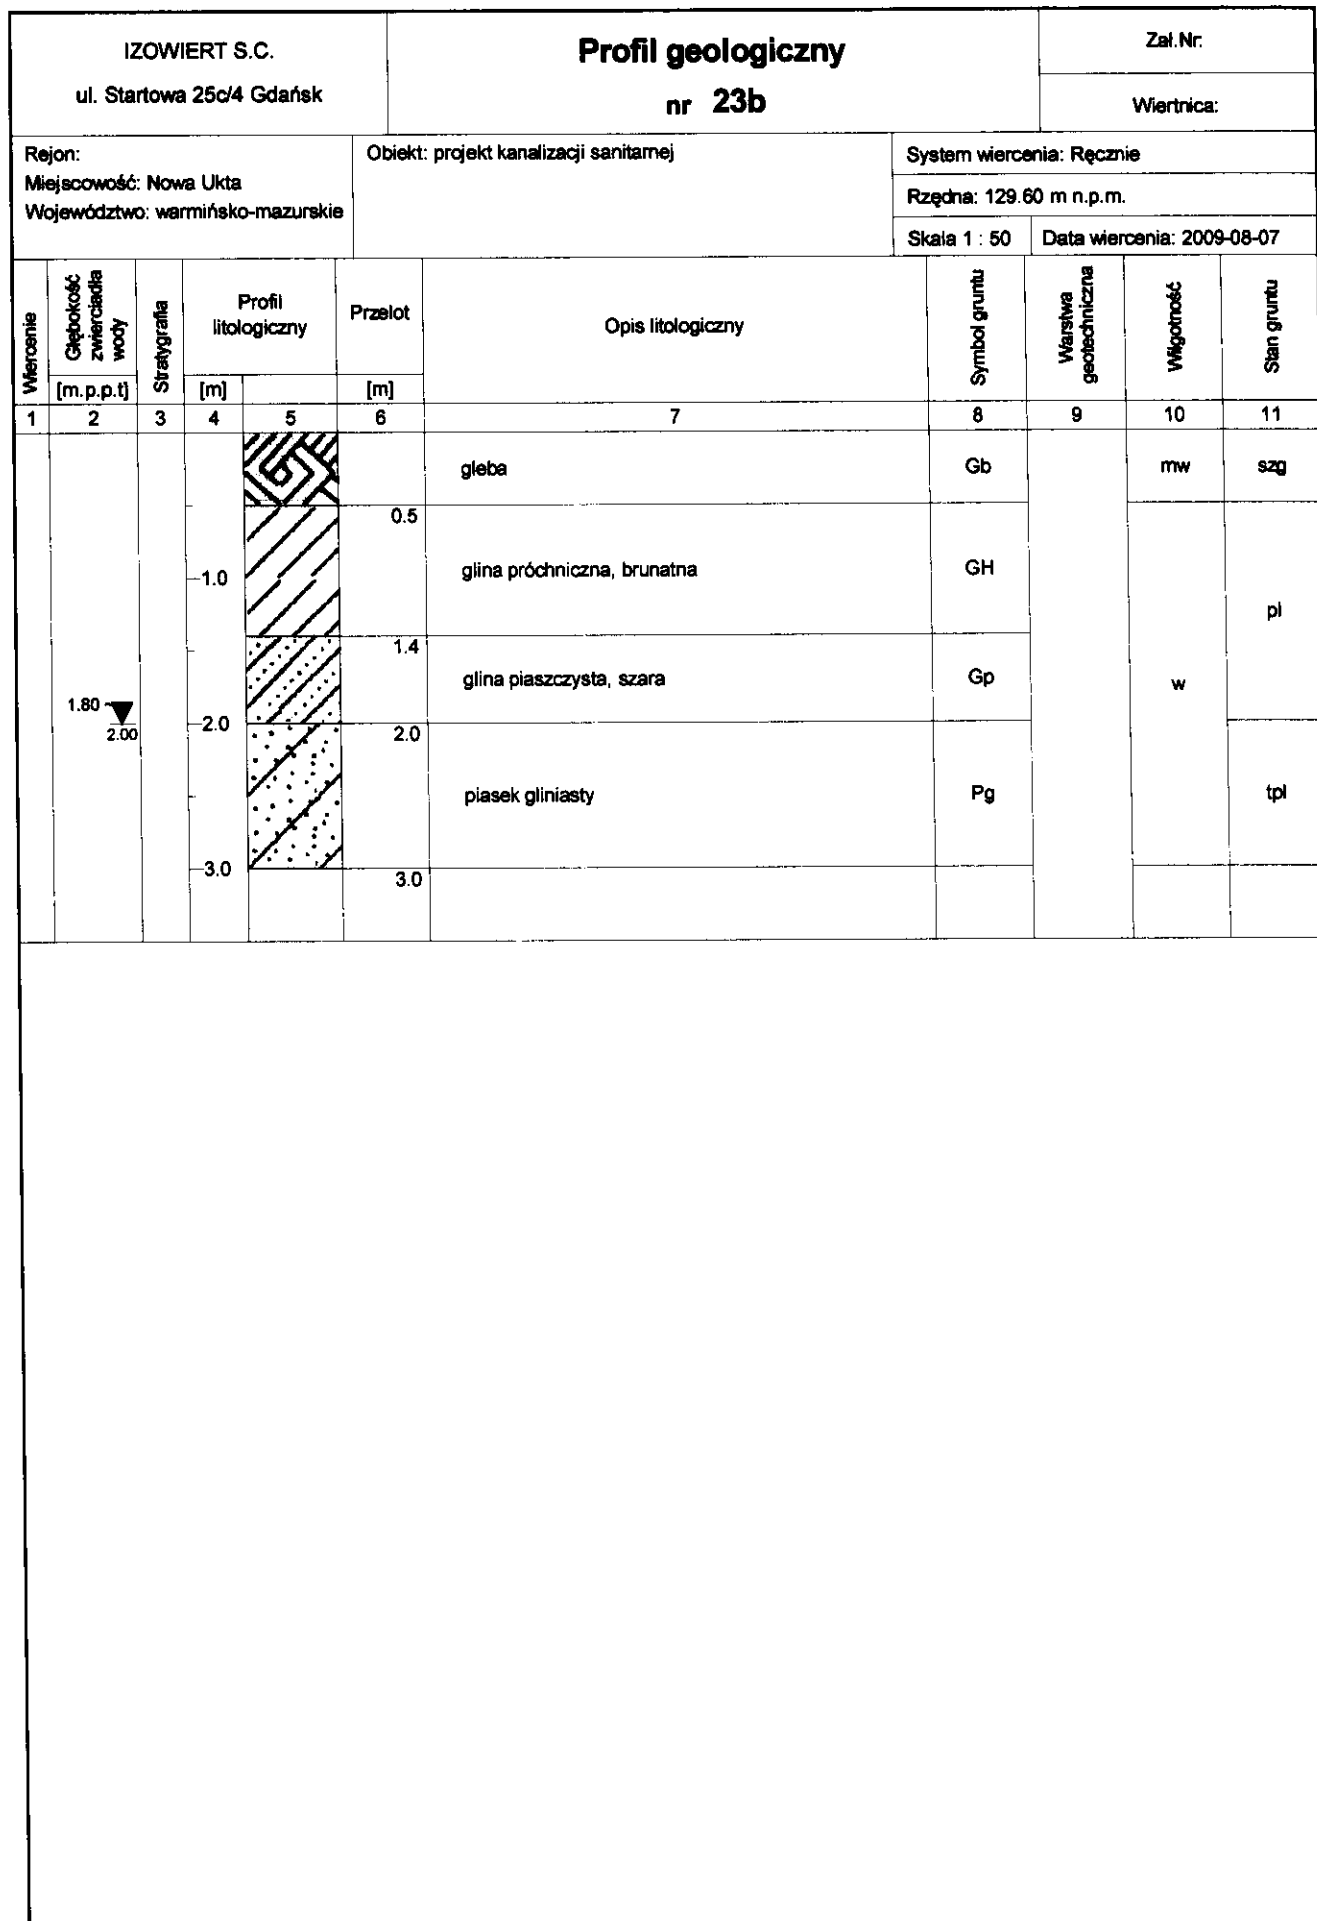 IZOWIERT S.C.
ul. Startowa 25c/4 Gdańsk
Profil geologiczny
nr 23b
Zał.Nr:
Wiertnica:
Rejon:
Miejscowość: Nowa Ukta
Województwo: warmińsko-mazurskie
Obiekt: projekt kanalizacji sanitarnej
System wiercenia: Ręcznie
Rzędna: 129.60 m n.p.m.
Skala 1 : 50 Data wiercenia: 2009-08-07
Wiercenie
Głębokość
zwierciadła
wody
[m.p.p.t]
Stratygrafia
Profil
litologiczny
[m]
Przelot
[m]
Opis litologiczny
Symbol gruntu
Warstwa
geotechniczna
Wilgotność
Stan gruntu
1 2 3 4 5 6 7 8 9 10 11
gleba Gb mw szg
0.5
1.0 glina próchniczna, brunatna GH
pl
1.4
glina piaszczysta, szara Gp w
1.80
2.00
2.0 2.0
piasek gliniasty Pg tpl
3.0 3.0